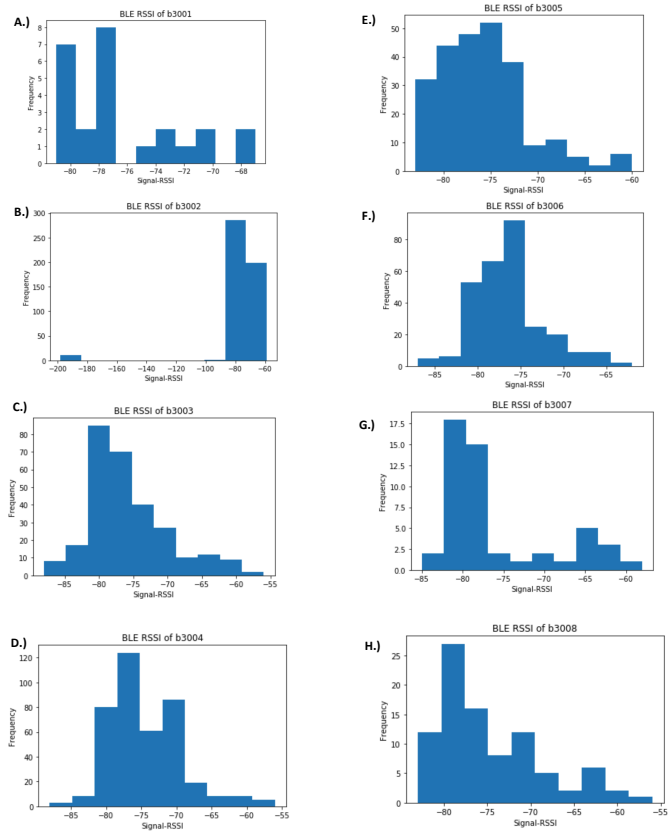 A.)
BLE RSSI of b3001
8
7
6
5
4
3
2
1
0
Frequency
−80 −78 −76 −74 −72 −70 −68
Signal-RSSI
B.)
BLE RSSI of b3002
300
250
200
150
100
50
0
Frequency
−200 −180 −160 −140 −120 −100 −80 −60
Signal-RSSI
C.)
BLE RSSI of b3003
80
70
60
50
40
30
20
10
0
Frequency
−85 −80 −75 −70 −65 −60 −55
Signal-RSSI
D.)
BLE RSSI of b3004
120
100
80
60
40
20
0
Frequency
−85 −80 −75 −70 −65 −60 −55
Signal-RSSI
E.)
BLE RSSI of b3005
50
40
30
20
10
0
Frequency
−80 −75 −70 −65 −60
Signal-RSSI
F.)
BLE RSSI of b3006
80
60
40
20
0
Frequency
−85 −80 −75 −70 −65
Signal-RSSI
G.)
BLE RSSI of b3007
17.5
15.0
12.5
10.0
7.5
5.0
2.5
0.0
Frequency
−85 −80 −75 −70 −65 −60
Signal-RSSI
H.)
BLE RSSI of b3008
25
20
15
10
5
0
Frequency
−80 −75 −70 −65 −60 −55
Signal-RSSI